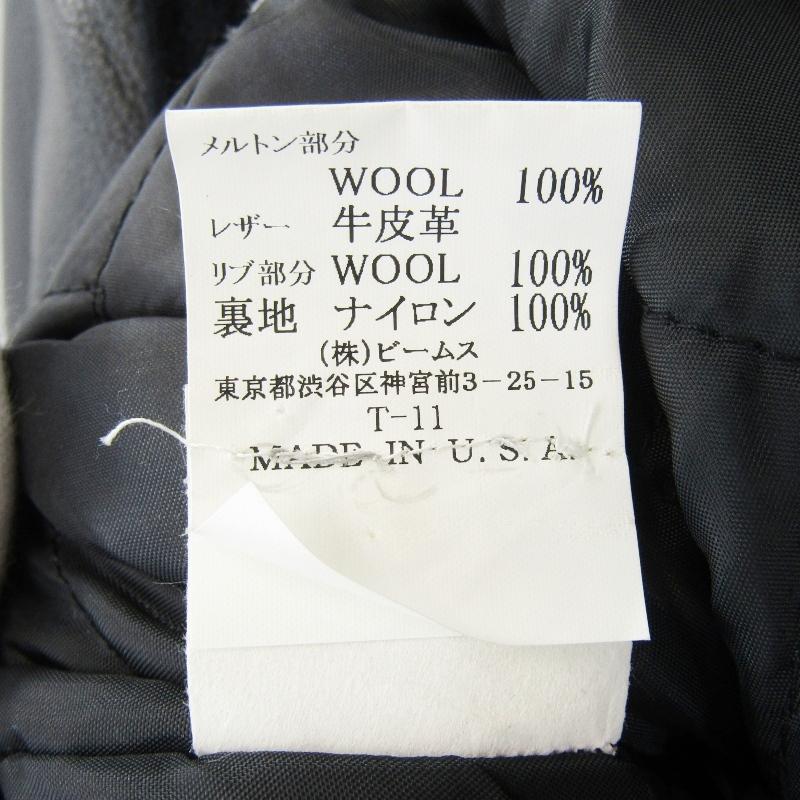 メルトン部分
WOOL 100%
レザー 牛皮革
リブ部分 WOOL 100%
裏地 ナイロン 100%
(株)ビームス
東京都渋谷区神宮前3-25-15
T-11
MADE IN U.S.A.